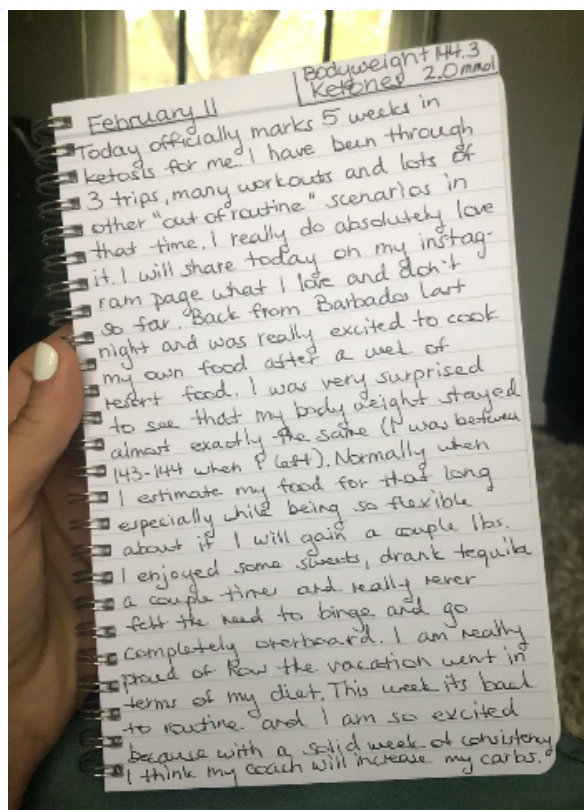 Bodyweight 144.3
Ketones 2.0 mmol
February 11
Today officially marks 5 weeks in
ketosis for me. I have been through
3 trips, many workouts and lots of
other "out of routine" scenarios in
that time. I really do absolutely love
it. I will share today on my instag-
ram page what I love and don't
so far. Back from Barbados last
night and was really excited to cook
my own food after a week of
resort food. I was very surprised
to see that my body weight stayed
almost exactly the same (I was between
143-144 when I left). Normally when
I estimate my food for that long
especially while being so flexible
about it I will gain a couple lbs.
I enjoyed some sweets, drank tequila
a couple times and really never
felt the need to binge and go
completely overboard. I am really
proud of how the vacation went in
terms of my diet. This week its back
to routine and I am so excited
because with a solid week of consistency
I think my coach will increase my carbs.